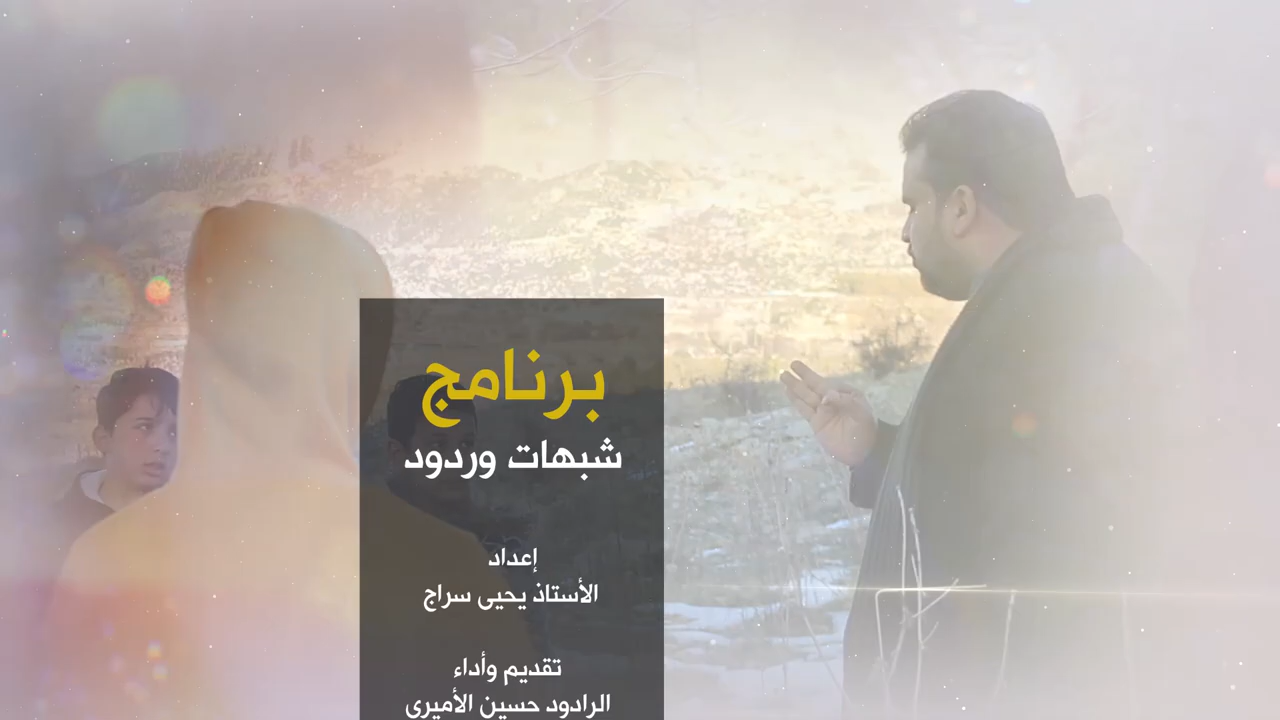 برنامج
شبهات وردود
إعداد
الأستاذ يحيى سراج
تقديم وأداء
الرادود حسين الأميري